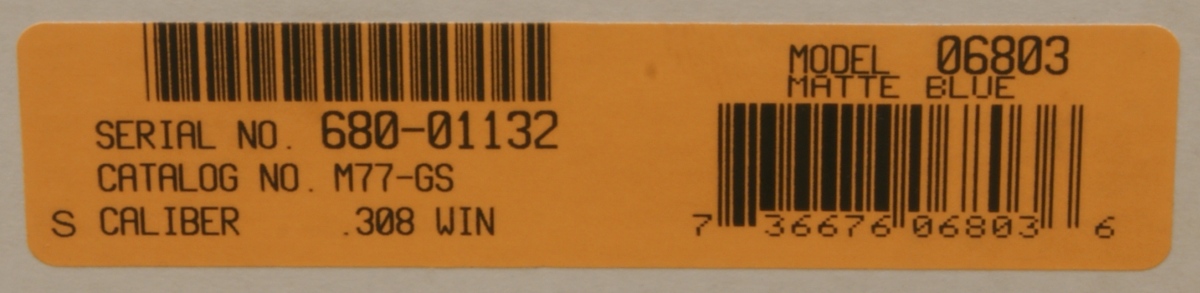 SERIAL NO. 680-01132
CATALOG NO. M77-GS
S CALIBER .308 WIN
MODEL 06803
MATTE BLUE
7 36676 06803 6